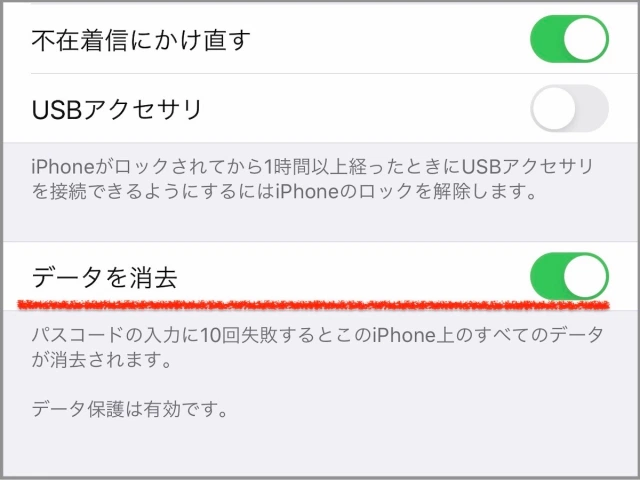 不在着信にかけ直す
USBアクセサリ
iPhoneがロックされてから1時間以上経ったときにUSBアクセサリ
を接続できるようにするにはiPhoneのロックを解除します。
データを消去
パスコードの入力に10回失敗するとこのiPhone上のすべてのデータ
が消去されます。
データ保護は有効です。